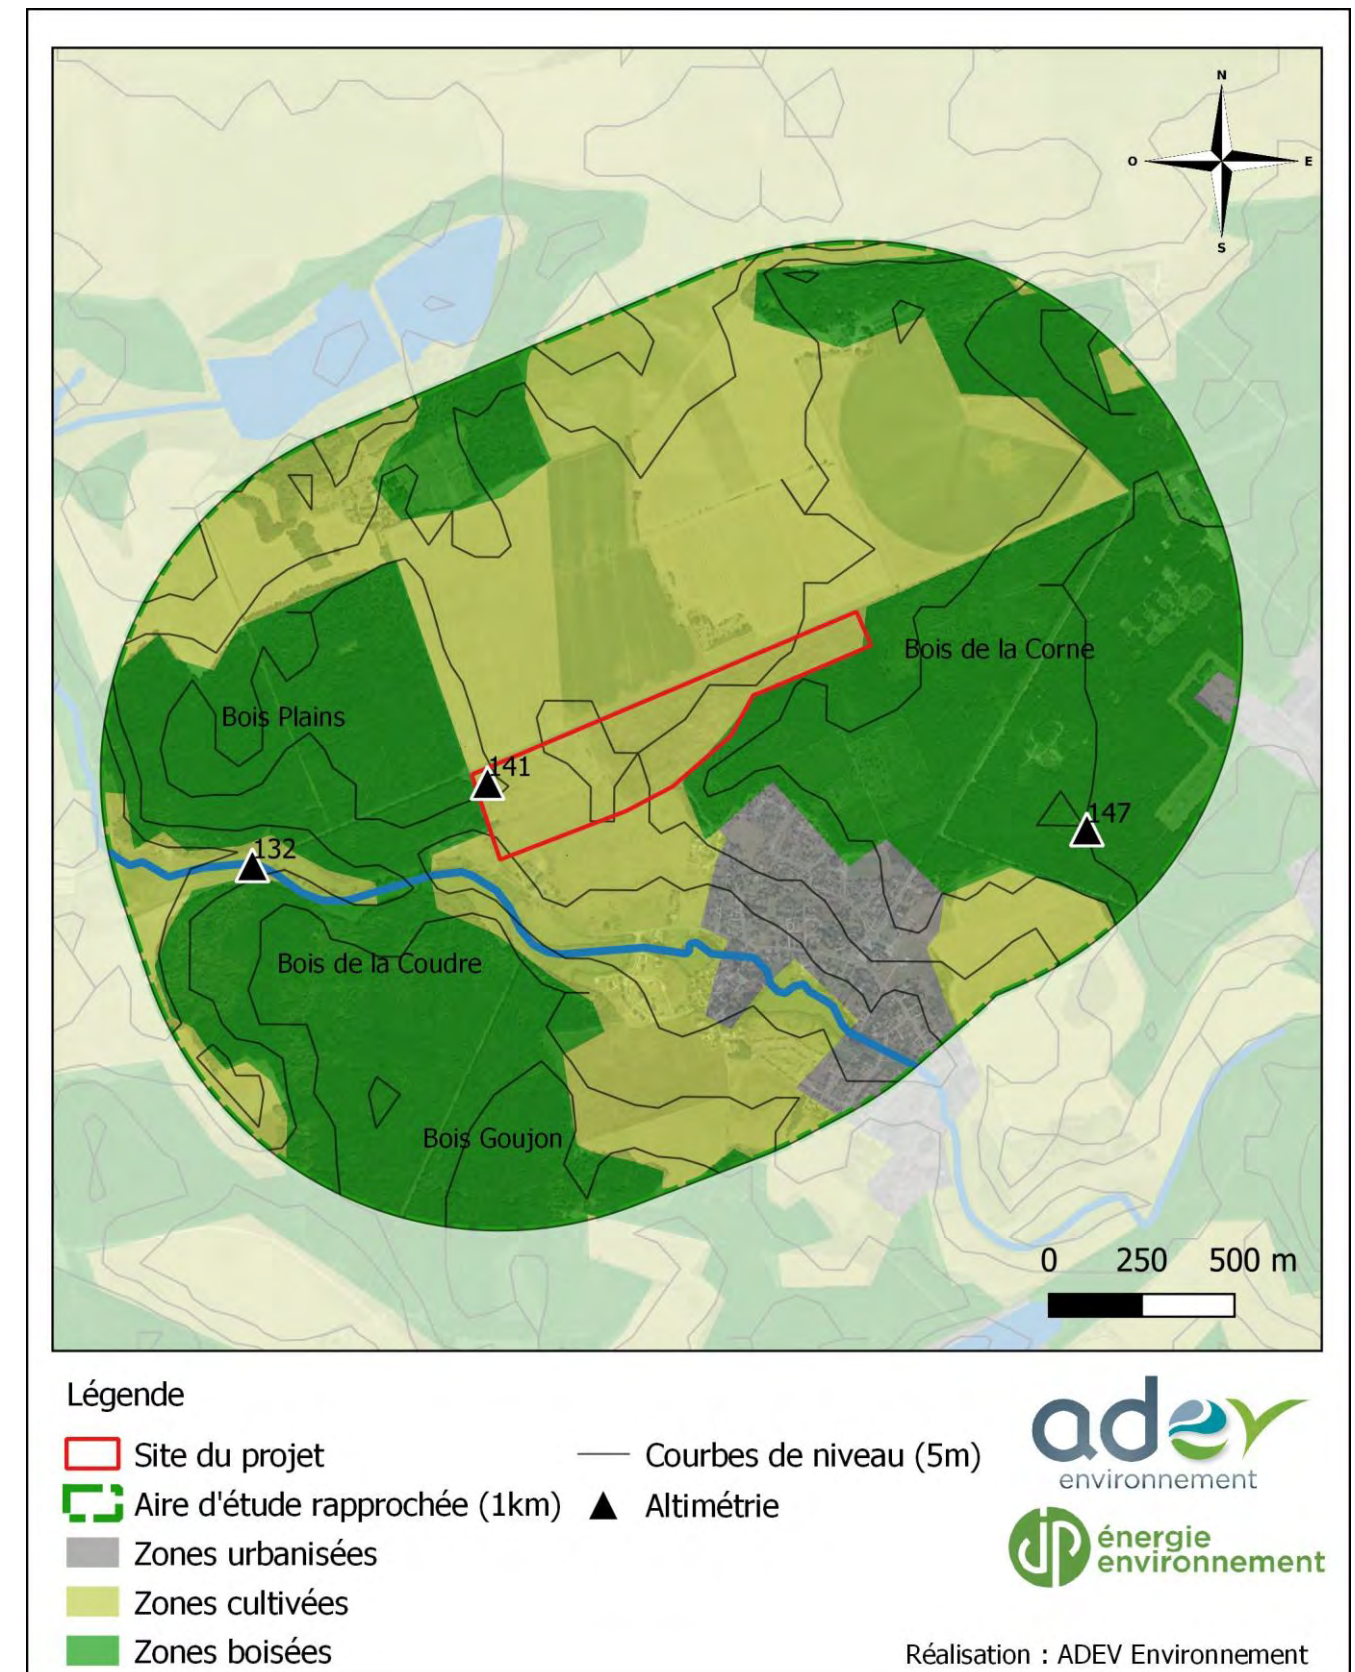 N
O E
S
Bois de la Corne
Bois Plains
141
147
132
Bois de la Coudre
Bois Goujon
0 250 500 m
Légende
Site du projet
Courbes de niveau (5m)
Aire d'étude rapprochée (1km)
Altimétrie
Zones urbanisées
Zones cultivées
Zones boisées
adev
environnement
JP énergie
environnement
Réalisation : ADEV Environnement